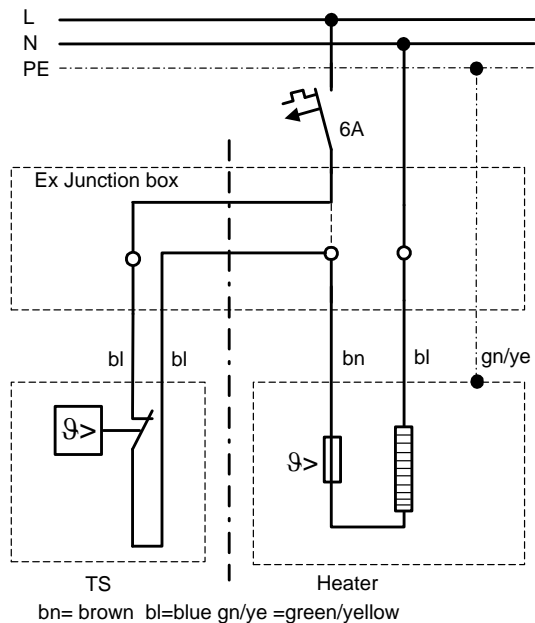 L
N
PE
6A
Ex Junction box
bl bl bn bl gn/ye
ϑ>
ϑ>
TS Heater
bn= brown bl=blue gn/ye =green/yellow